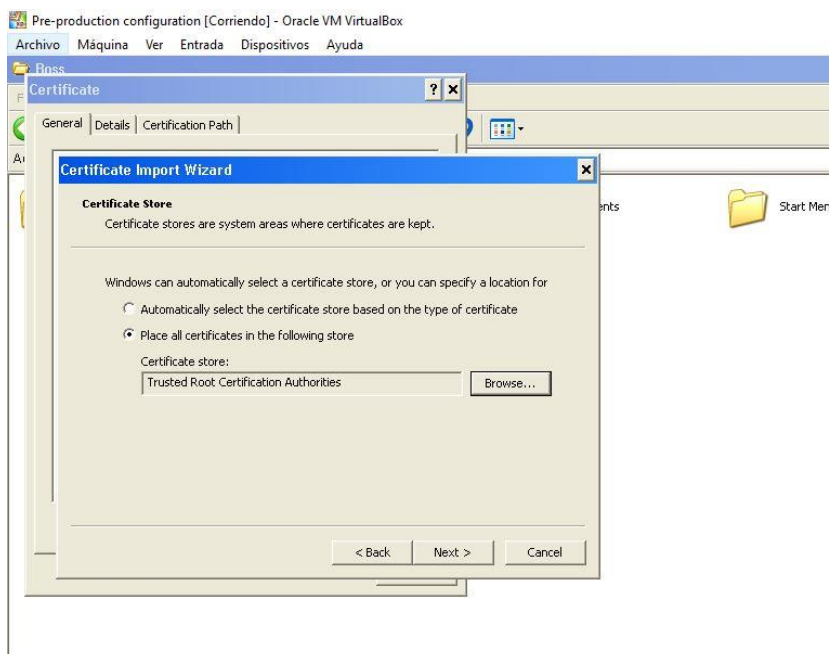 Pre-production configuration [Corriendo] - Oracle VM VirtualBox
Archivo Máquina Ver Entrada Dispositivos Ayuda
Boss
Certificate
General Details Certification Path
Certificate Import Wizard
Certificate Store
Certificate stores are system areas where certificates are kept.
ents
Start Men
Windows can automatically select a certificate store, or you can specify a location for
Automatically select the certificate store based on the type of certificate
Place all certificates in the following store
Certificate store:
Trusted Root Certification Authorities
Browse...
< Back Next > Cancel